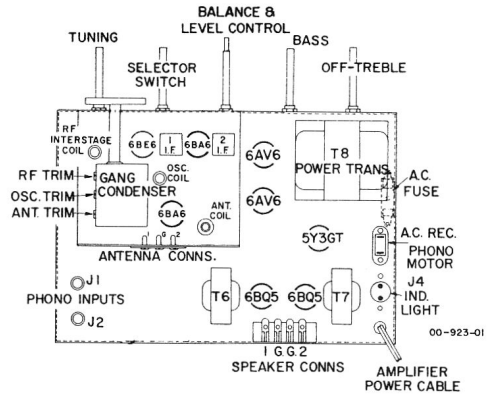 BALANCE &
LEVEL CONTROL
TUNING
BASS
SELECTOR
SWITCH
OFF-TREBLE
RF
INTERSTAGE
COIL
6BE6
1
I.F.
6BA6
2
I.F.
6AV6
T8
POWER TRANS.
RF TRIM
OSC. TRIM
ANT. TRIM
GANG
CONDENSER
OSC.
COIL
6BA6
ANT.
COIL
6AV6
A.C.
FUSE
1 G 2
ANTENNA CONNS.
5Y3GT
A.C. REC.
PHONO
MOTOR
J1
PHONO INPUTS
J2
T6
6BQ5
6BQ5
T7
J4
IND.
LIGHT
00-923-01
1 G.G.2
SPEAKER CONNS
AMPLIFIER
POWER CABLE